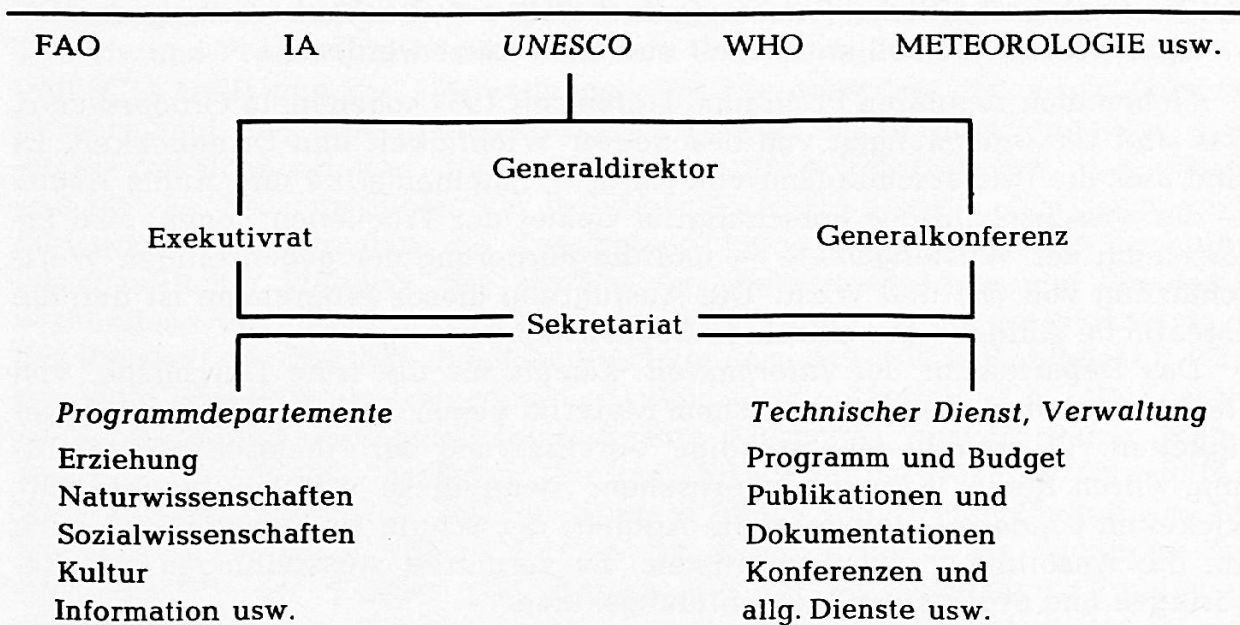 FAO IA UNESCO WHO METEOROLOGIE usw.
Generaldirektor
Exekutivrat Generalkonferenz
Sekretariat
Programmdepartemente
Erziehung
Naturwissenschaften
Sozialwissenschaften
Kultur
Information usw.
Technischer Dienst, Verwaltung
Programm und Budget
Publikationen und
Dokumentationen
Konferenzen und
allg. Dienste usw.